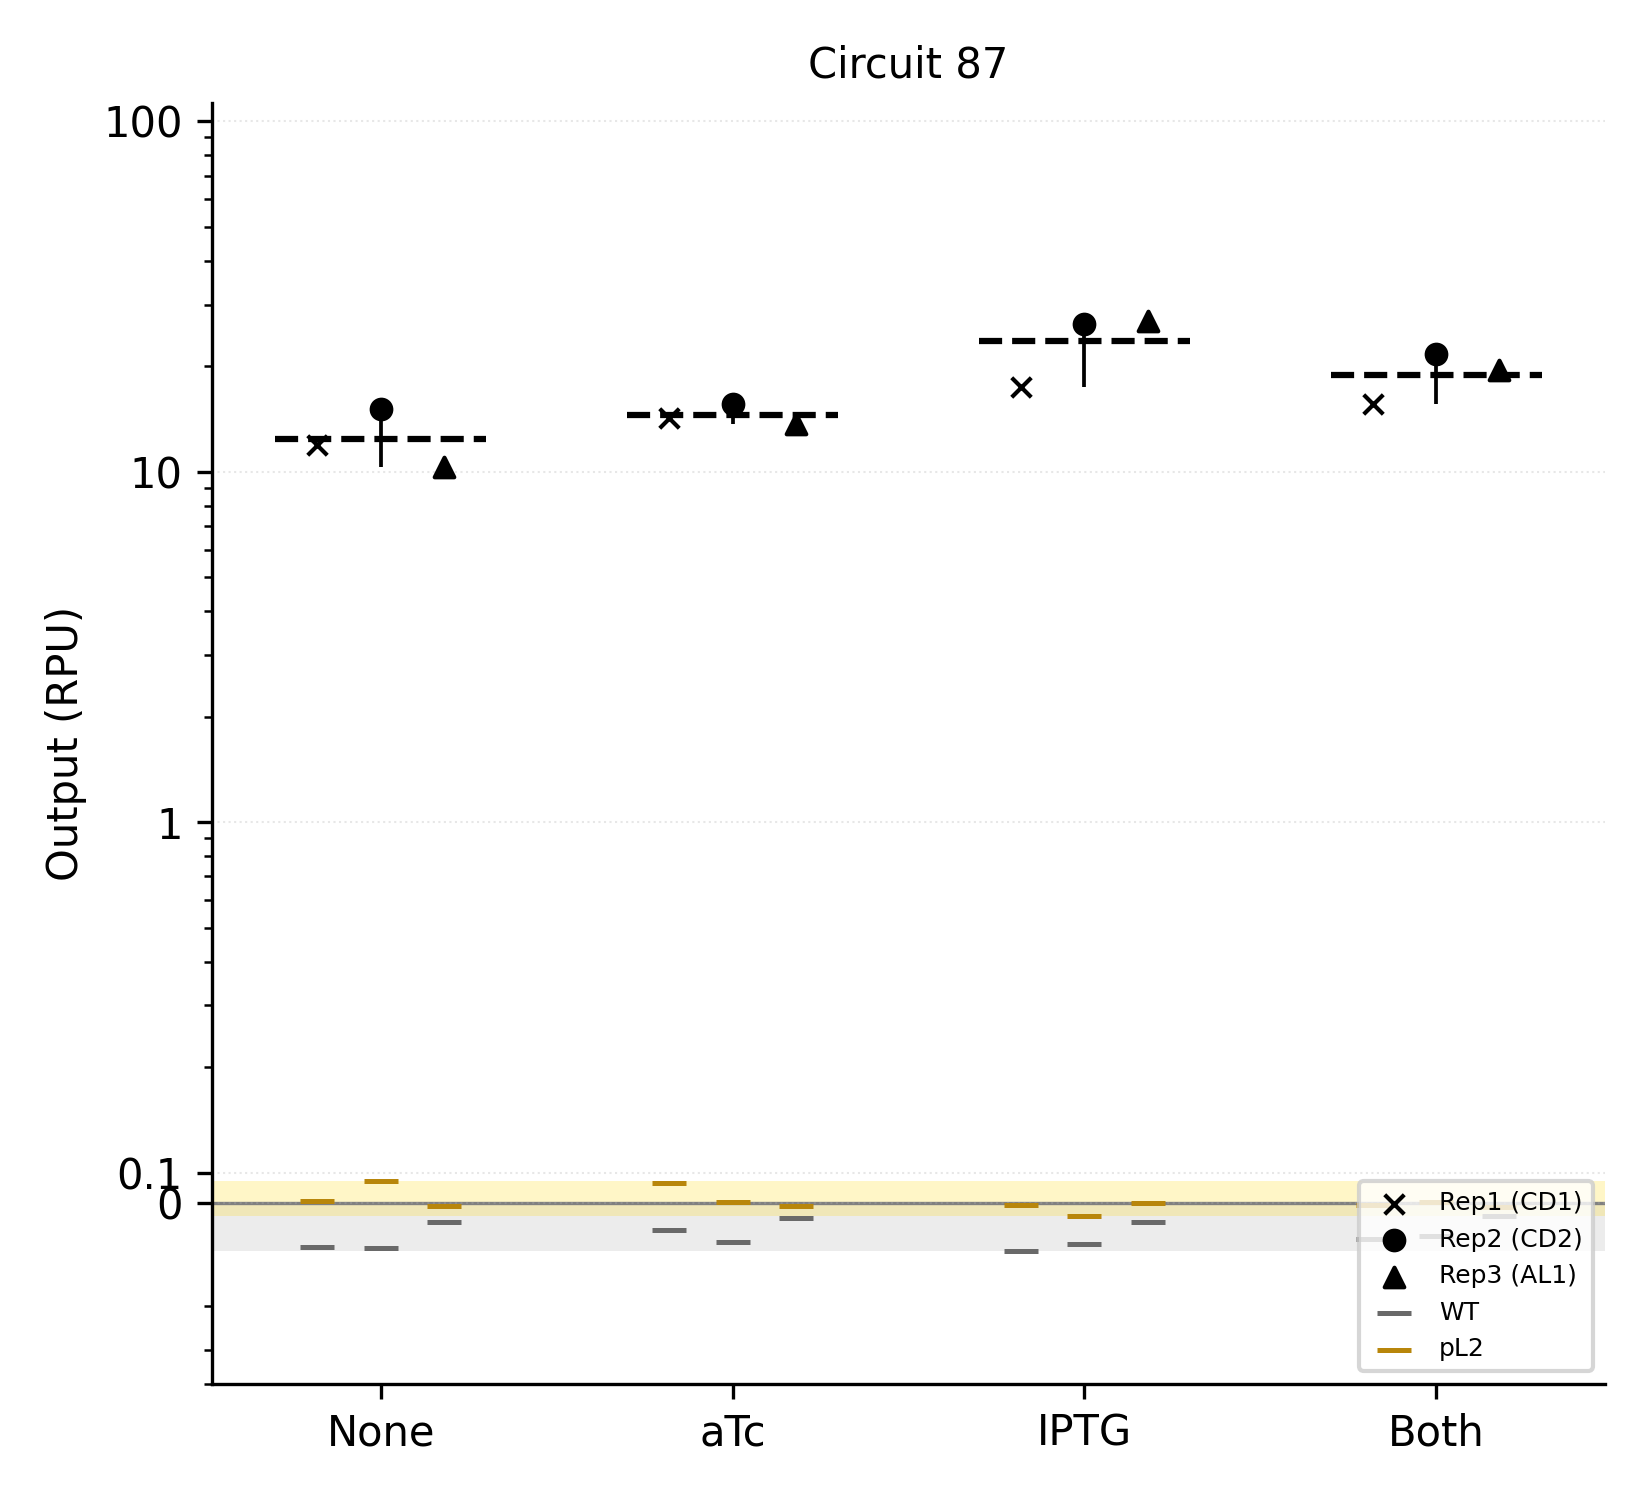 Circuit 87
100
10
1
0.1
0
Output (RPU)
None
aTc
IPTG
Both
Rep1 (CD1)
Rep2 (CD2)
Rep3 (AL1)
WT
pL2